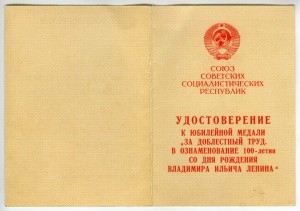 СОЮЗ
СОВЕТСКИХ
СОЦИАЛИСТИЧЕСКИХ
РЕСПУБЛИК
УДОСТОВЕРЕНИЕ
К ЮБИЛЕЙНОЙ МЕДАЛИ
„ЗА ДОБЛЕСТНЫЙ ТРУД.
В ОЗНАМЕНОВАНИЕ 100-летия
СО ДНЯ РОЖДЕНИЯ
ВЛАДИМИРА ИЛЬИЧА ЛЕНИНА“